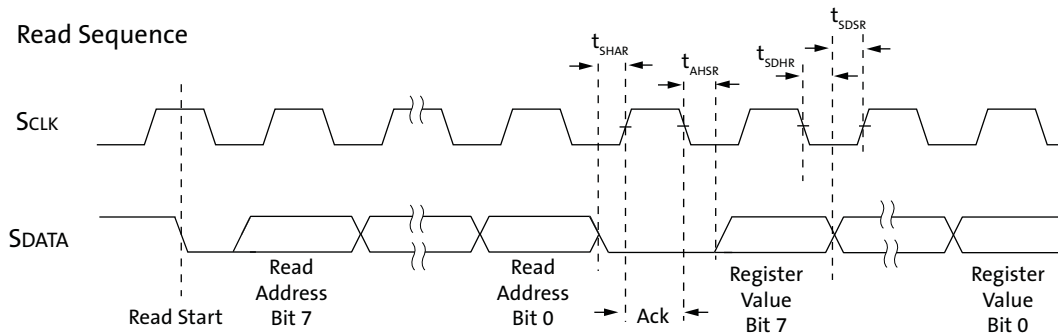 Read Sequence
tSHAR
tAHSR
tSDHR
tSDSR
SCLK
SDATA
Read Start
Read
Address
Bit 7
Read
Address
Bit 0
Ack
Register
Value
Bit 7
Register
Value
Bit 0